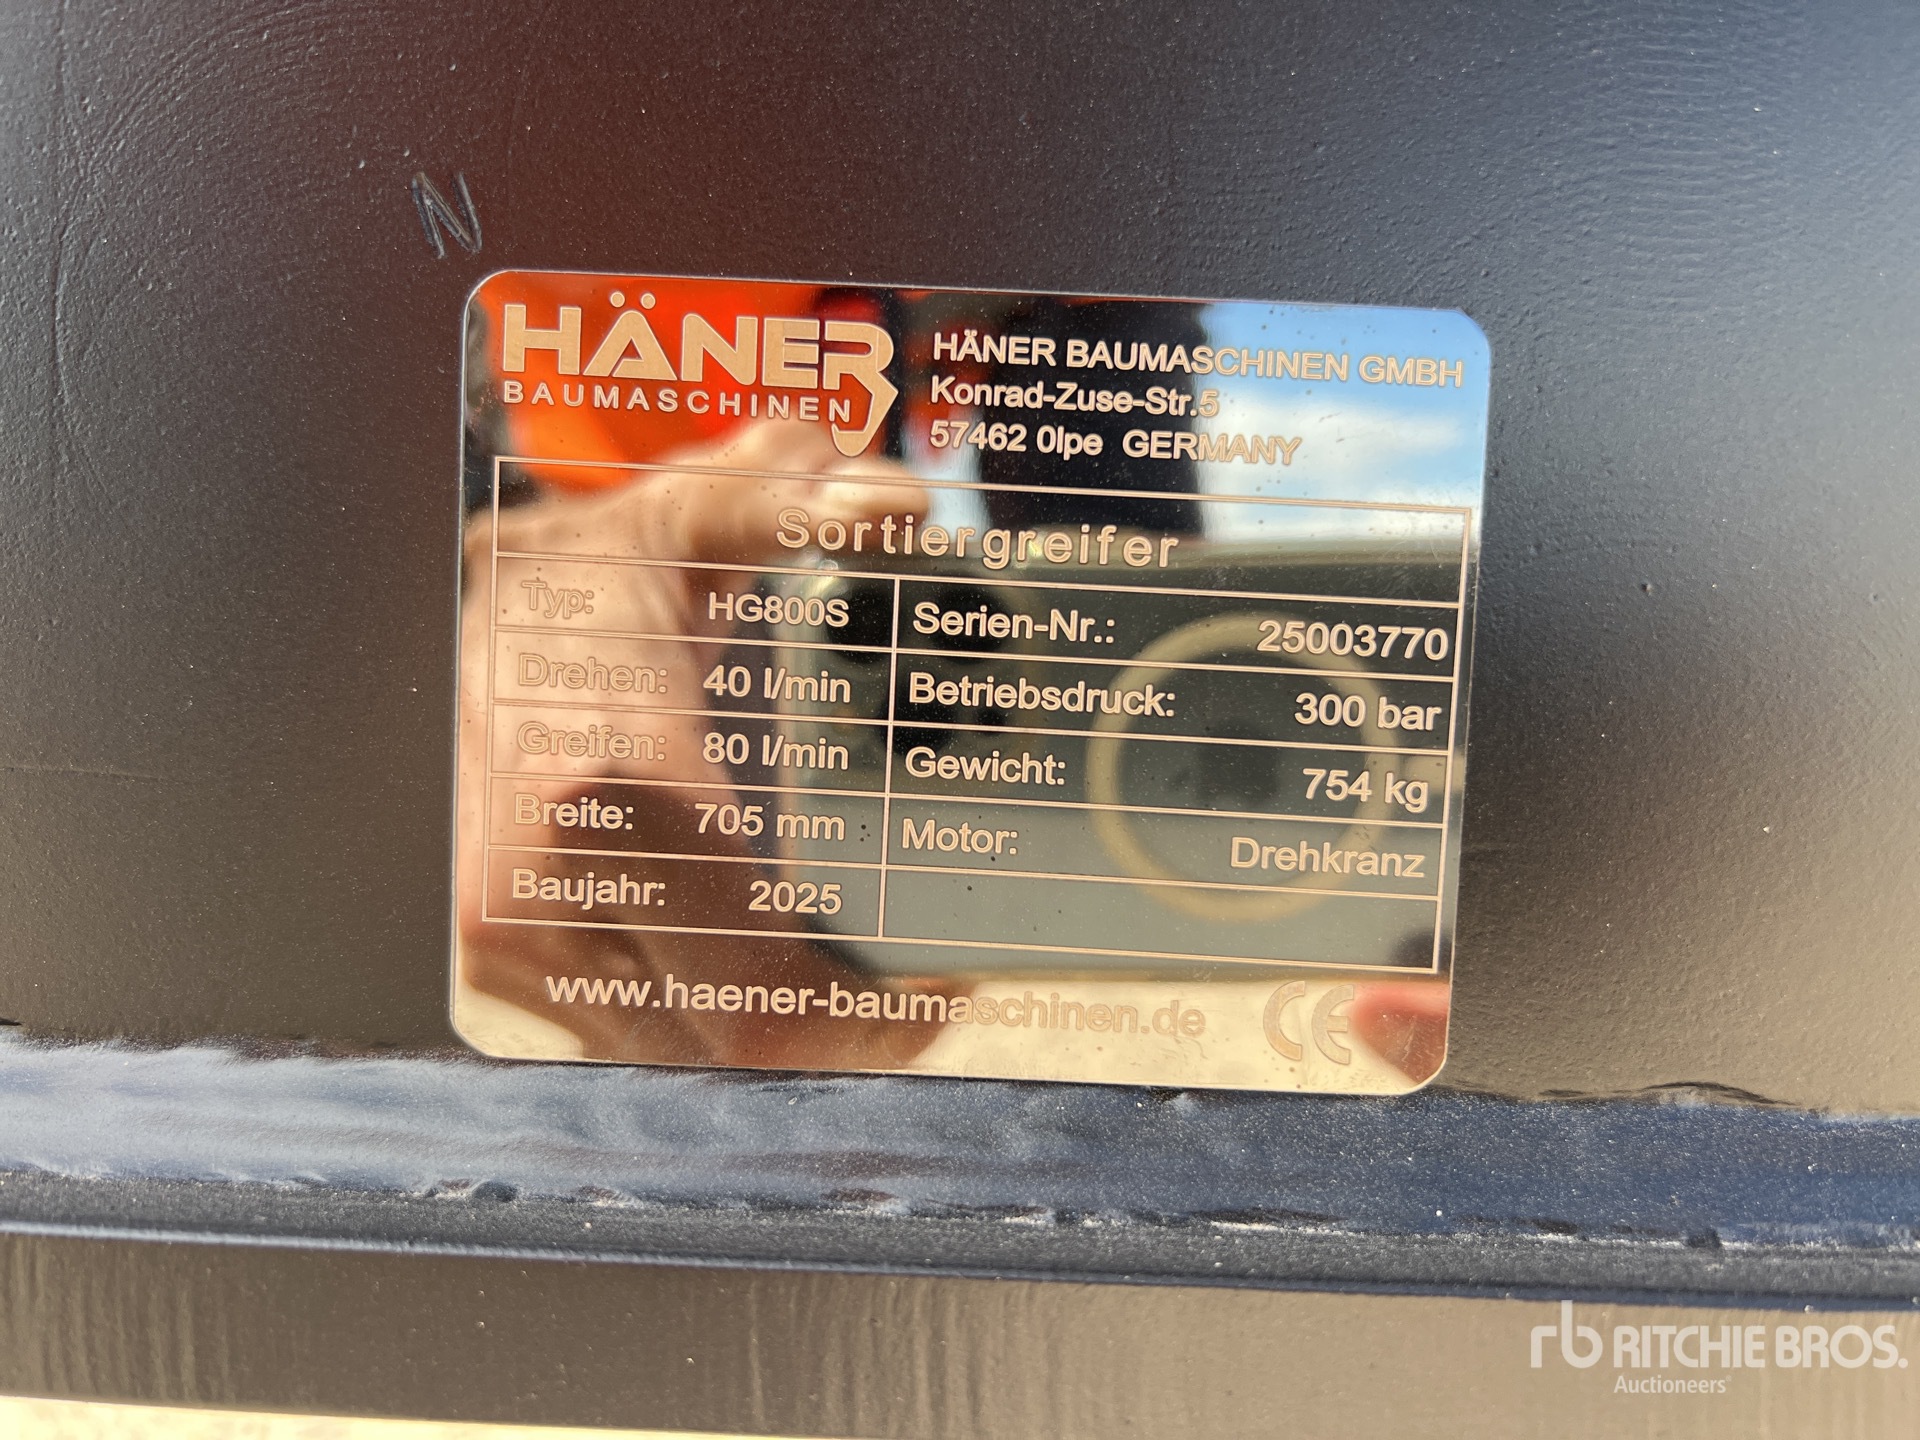 N
HÄNER
BAUMASCHINEN
HÄNER BAUMASCHINEN GMBH
Konrad-Zuse-Str.5
57462 Olpe GERMANY
Sortiergreifer
Typ: HG800S Serien-Nr.: 25003770
Drehen: 40 l/min Betriebsdruck: 300 bar
Greifen: 80 l/min Gewicht: 754 kg
Breite: 705 mm Motor: Drehkranz
Baujahr: 2025
www.haener-baumaschinen.de CE
rb RITCHIE BROS.
Auctioneers